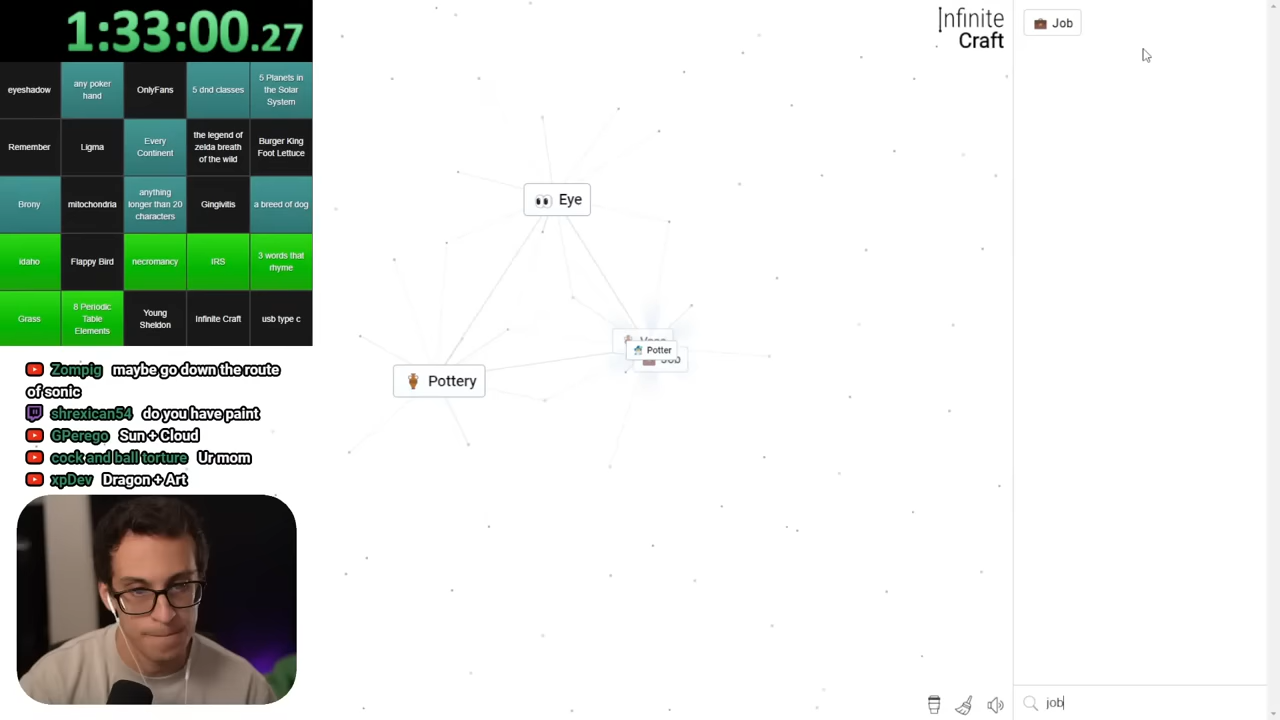 1:33:00.27
eyeshadow
any poker
hand
OnlyFans
5 dnd classes
5 Planets in
the Solar
System
Remember
Ligma
Every
Continent
the legend of
zelda breath
of the wild
Burger King
Foot Lettuce
Brony
mitochondria
anything
longer than 20
characters
Gingivitis
a breed of dog
idaho
Flappy Bird
necromancy
IRS
3 words that
rhyme
Grass
8 Periodic
Table
Elements
Young
Sheldon
Infinite Craft
usb type c
Zompig maybe go down the route
of sonic
shrexican54 do you have paint
GPerego Sun + Cloud
cock and ball torture Ur mom
xpDev Dragon + Art
Eye
Pottery
Potter
Job
Infinite
Craft
Job
job